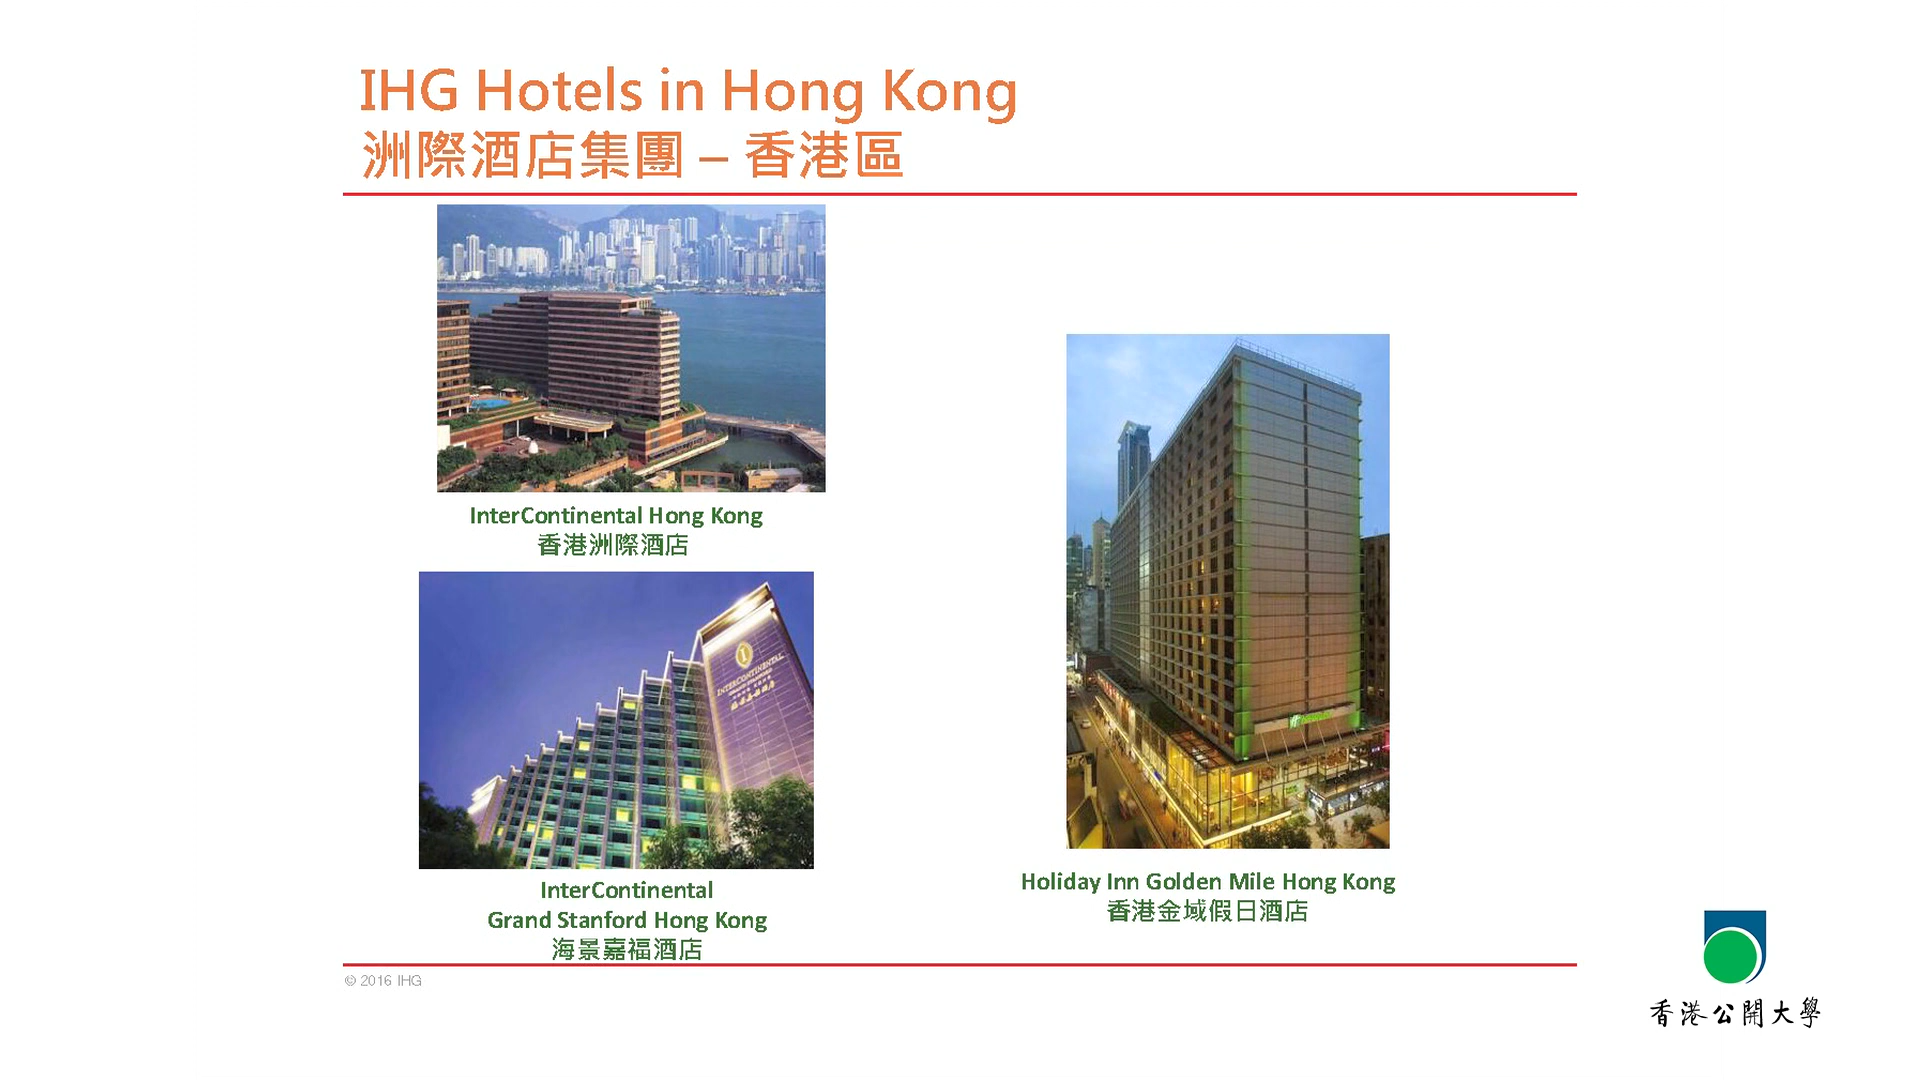 IHG Hotels in Hong Kong
洲際酒店集團 – 香港區
InterContinental Hong Kong
香港洲際酒店
INTERCONTINENTAL
InterContinental
Grand Stanford Hong Kong
海景嘉福酒店
Holiday Inn Golden Mile Hong Kong
香港金域假日酒店
© 2016 IHG
香港公開大學